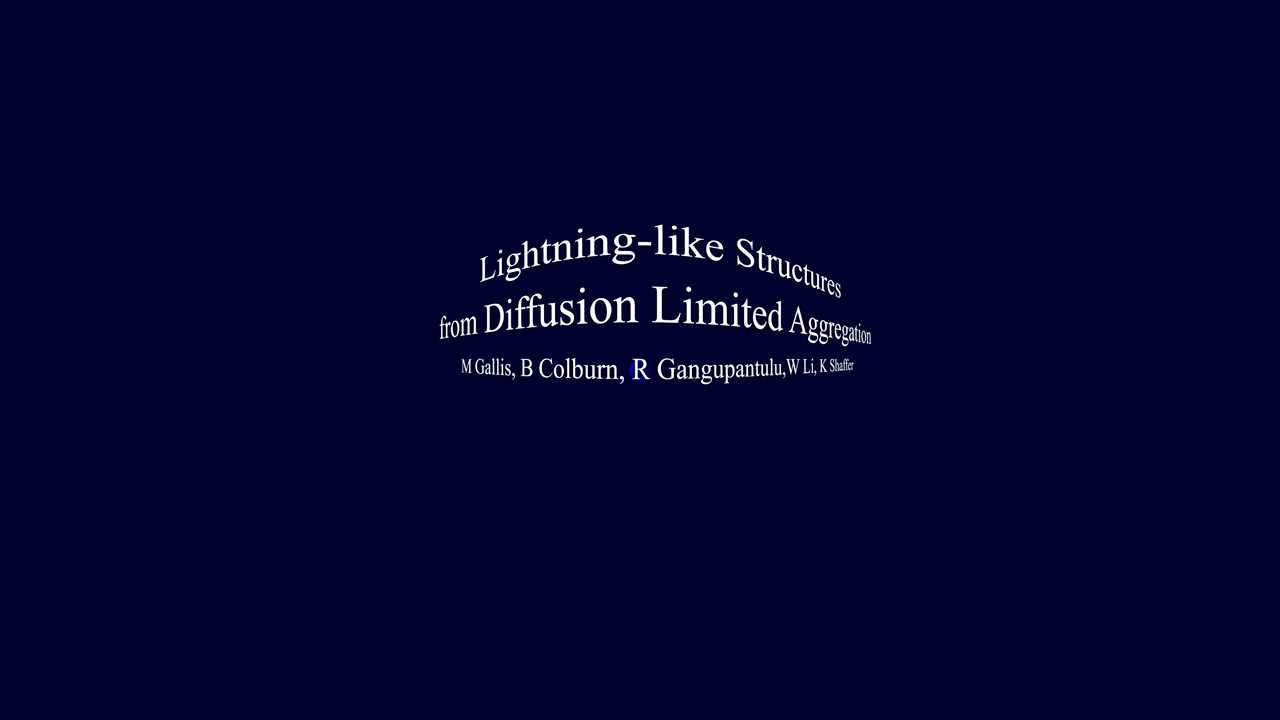 Lightning-like Structures
from Diffusion Limited Aggregation
M Gallis, B Colburn, R Gangupantulu,W Li, K Shaffer